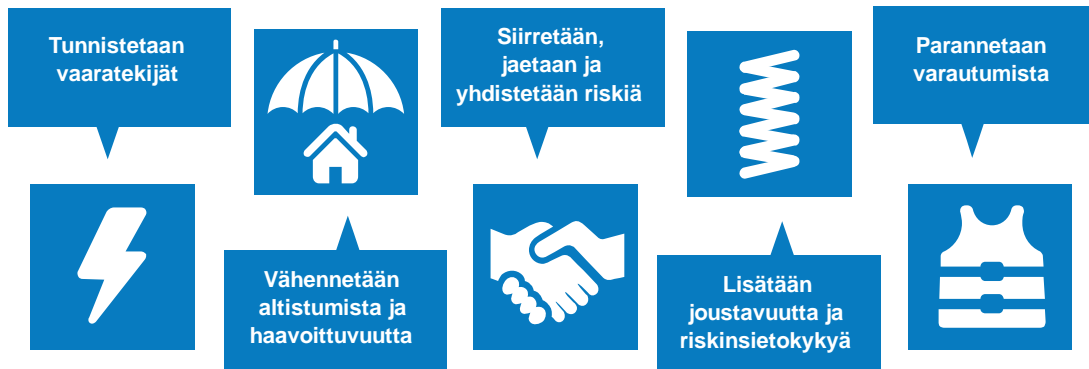 Tunnistetaan
vaaratekijät
Vähennetään
altistumista ja
haavoittuvuutta
Siirretään,
jaetaan ja
yhdistetään riskiä
Lisätään
joustavuutta ja
riskinsietokykyä
Parannetaan
varautumista